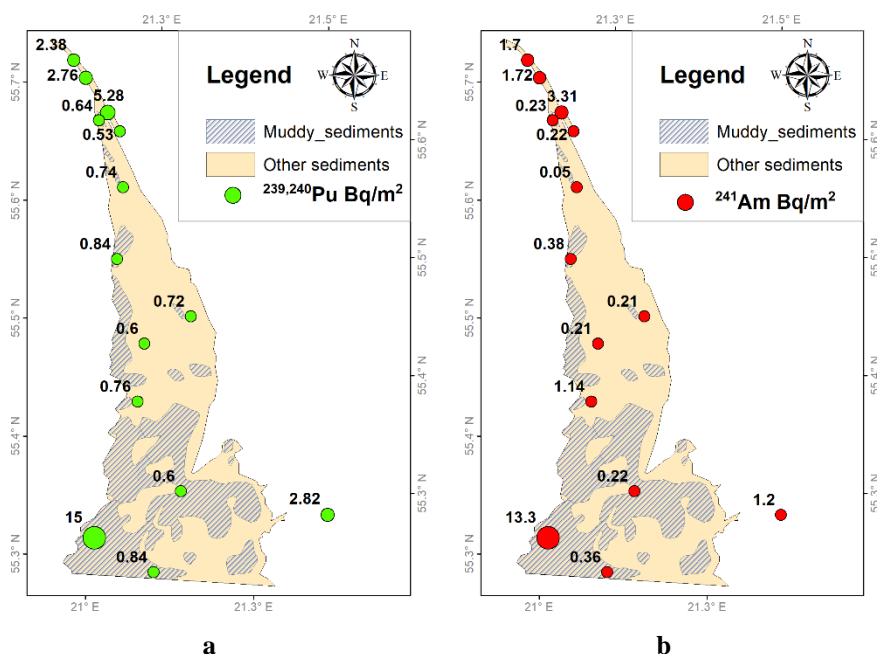 21.3° E
21.5° E
2.38
2.76
5.28
0.64
0.53
0.74
0.84
0.72
0.6
0.76
0.6
2.82
15
0.84
55.7° N
55.6° N
55.5° N
55.4° N
55.3° N
55.6° N
55.5° N
55.4° N
55.3° N
Legend
N
W
E
S
Muddy_sediments
Other sediments
²³⁹,²⁴⁰Pu Bq/m²
21° E
21.3° E
a
21.3° E
21.5° E
1.7
1.72
3.31
0.23
0.22
0.05
0.38
0.21
0.21
1.14
0.22
1.2
13.3
0.36
55.7° N
55.6° N
55.5° N
55.4° N
55.3° N
55.6° N
55.5° N
55.4° N
55.3° N
Legend
N
W
E
S
Muddy_sediments
Other sediments
²⁴¹Am Bq/m²
21° E
21.3° E
b